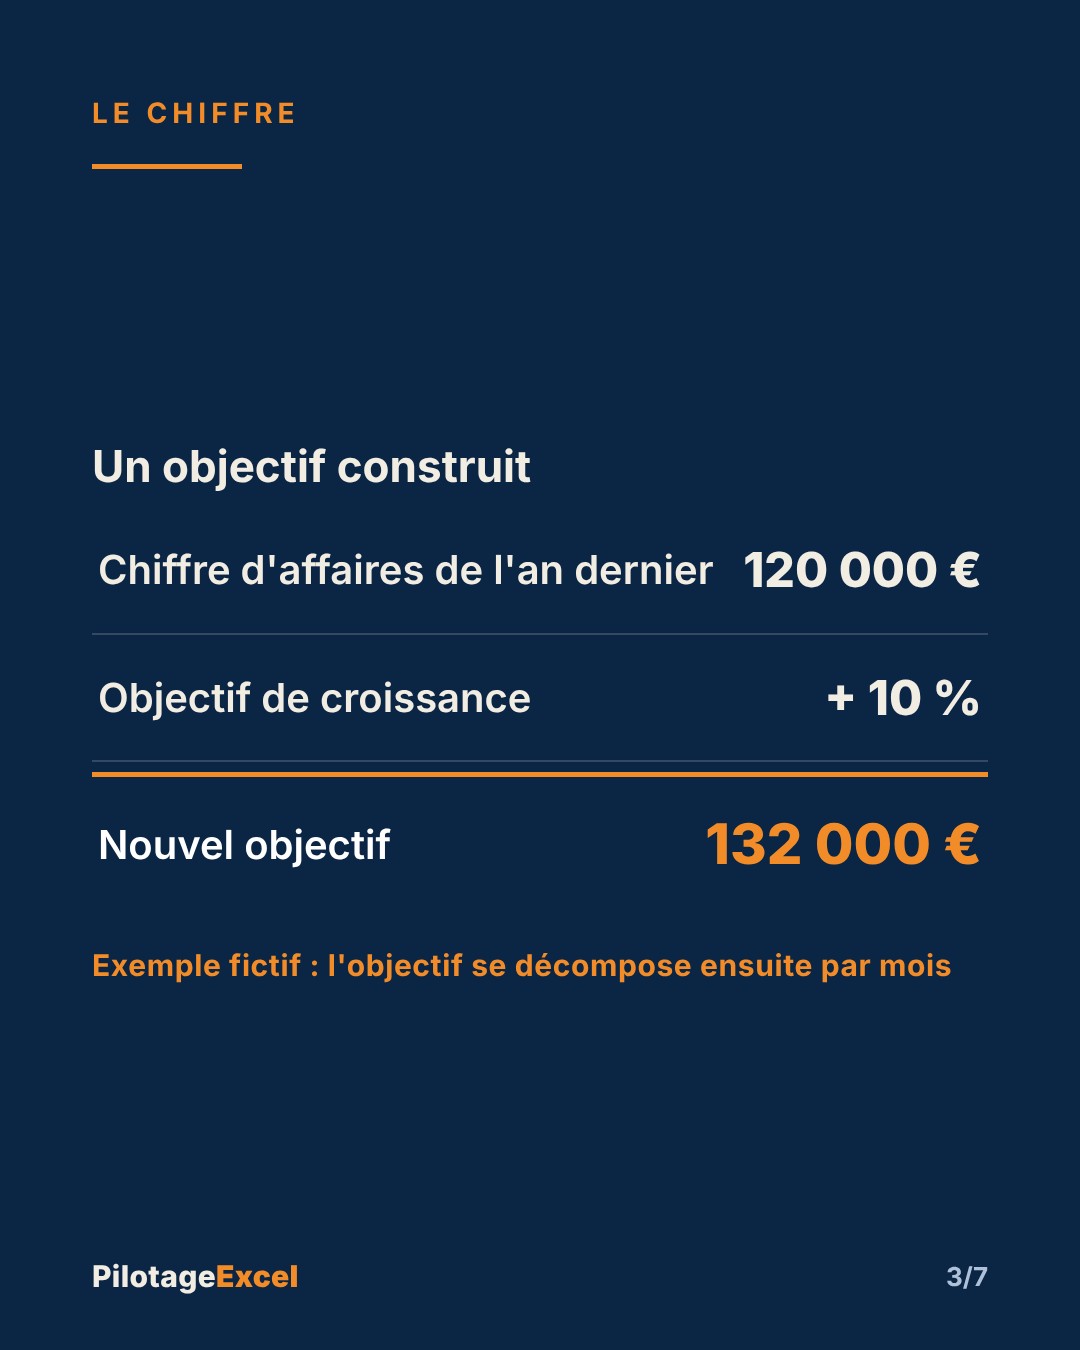 LE CHIFFRE
Un objectif construit
Chiffre d'affaires de l'an dernier 120 000 €
Objectif de croissance + 10 %
Nouvel objectif 132 000 €
Exemple fictif : l'objectif se décompose ensuite par mois
PilotageExcel 3/7